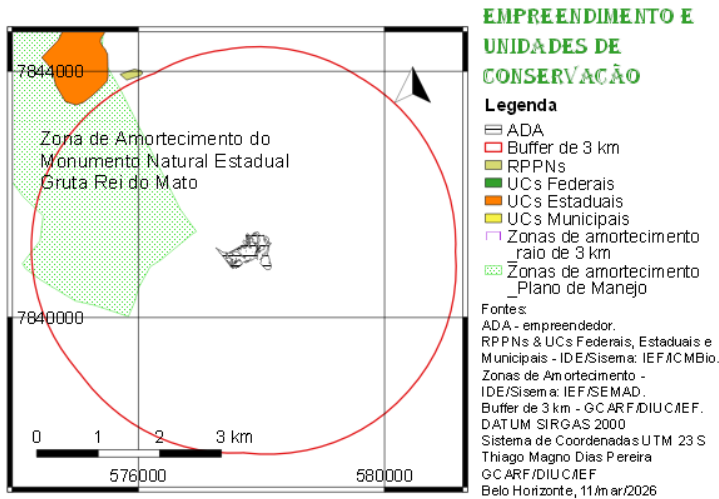 EMPREENDIMENTO E
UNIDADES DE
CONSERVAÇÃO
Legenda
ADA
Buffer de 3 km
RPPNs
UCs Federais
UCs Estaduais
UCs Municipais
Zonas de amortecimento
_raio de 3 km
Zonas de amortecimento
_Plano de Manejo
Fontes:
ADA - empreendedor.
RPPNs & UCs Federais, Estaduais e
Municipais - IDE/Sisema: IEF/ICMBio.
Zonas de Amortecimento -
IDE/Sisema: IEF/SEMAD.
Buffer de 3 km - GCARF/DIUC/IEF.
DATUM SIRGAS 2000
Sistema de Coordenadas UTM 23 S
Thiago Magno Dias Pereira
GCARF/DIUC/IEF
Belo Horizonte, 11/mar/2026
7844000
Zona de Amortecimento do
Monumento Natural Estadual
Gruta Rei do Mato
7840000
0 1 2 3 km
576000 580000